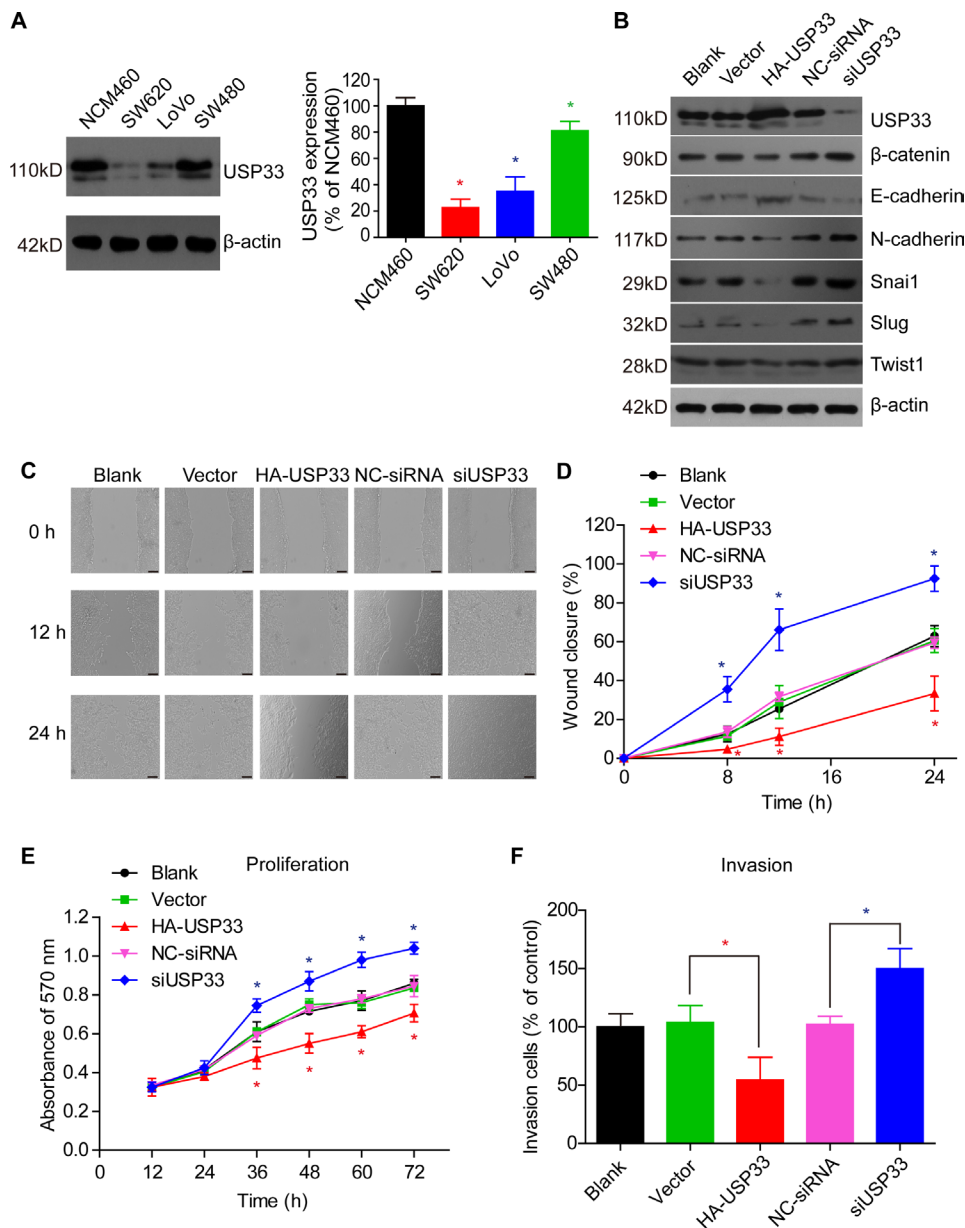 A
NCM460
SW620
LoVo
SW480
110kD
USP33
42kD
β-actin
USP33 expression
(% of NCM460)
120
100
80
60
40
20
0
NCM460
SW620
LoVo
SW480
*
*
*
B
Blank
Vector
HA-USP33
NC-siRNA
siUSP33
110kD USP33
90kD β-catenin
125kD E-cadherin
117kD N-cadherin
29kD Snai1
32kD Slug
28kD Twist1
42kD β-actin
C
Blank Vector HA-USP33 NC-siRNA siUSP33
0 h
12 h
24 h
D
Blank
Vector
HA-USP33
NC-siRNA
siUSP33
Wound closure (%)
120
100
80
60
40
20
0
* * *
* * *
0 8 16 24
Time (h)
E
Proliferation
Blank
Vector
HA-USP33
NC-siRNA
siUSP33
Absorbance of 570 nm
1.2
1.0
0.8
0.6
0.4
0.2
0.0
* * * *
* * * *
0 12 24 36 48 60 72
Time (h)
F
Invasion
Invasion cells (% of control)
200
150
100
50
0
* *
Blank
Vector
HA-USP33
NC-siRNA
siUSP33